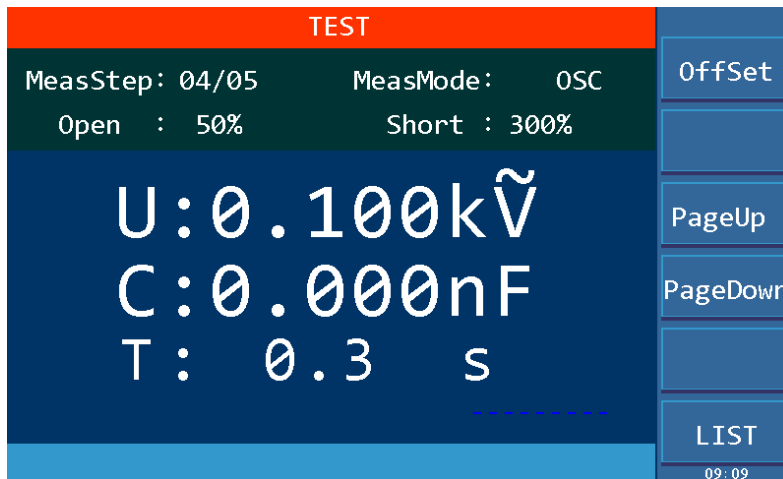 TEST
MeasStep: 04/05 MeasMode: OSC
Open : 50% Short : 300%
U:0.100kṼ
C:0.000nF
T: 0.3 s
---------
OffSet
PageUp
PageDown
LIST
09:09